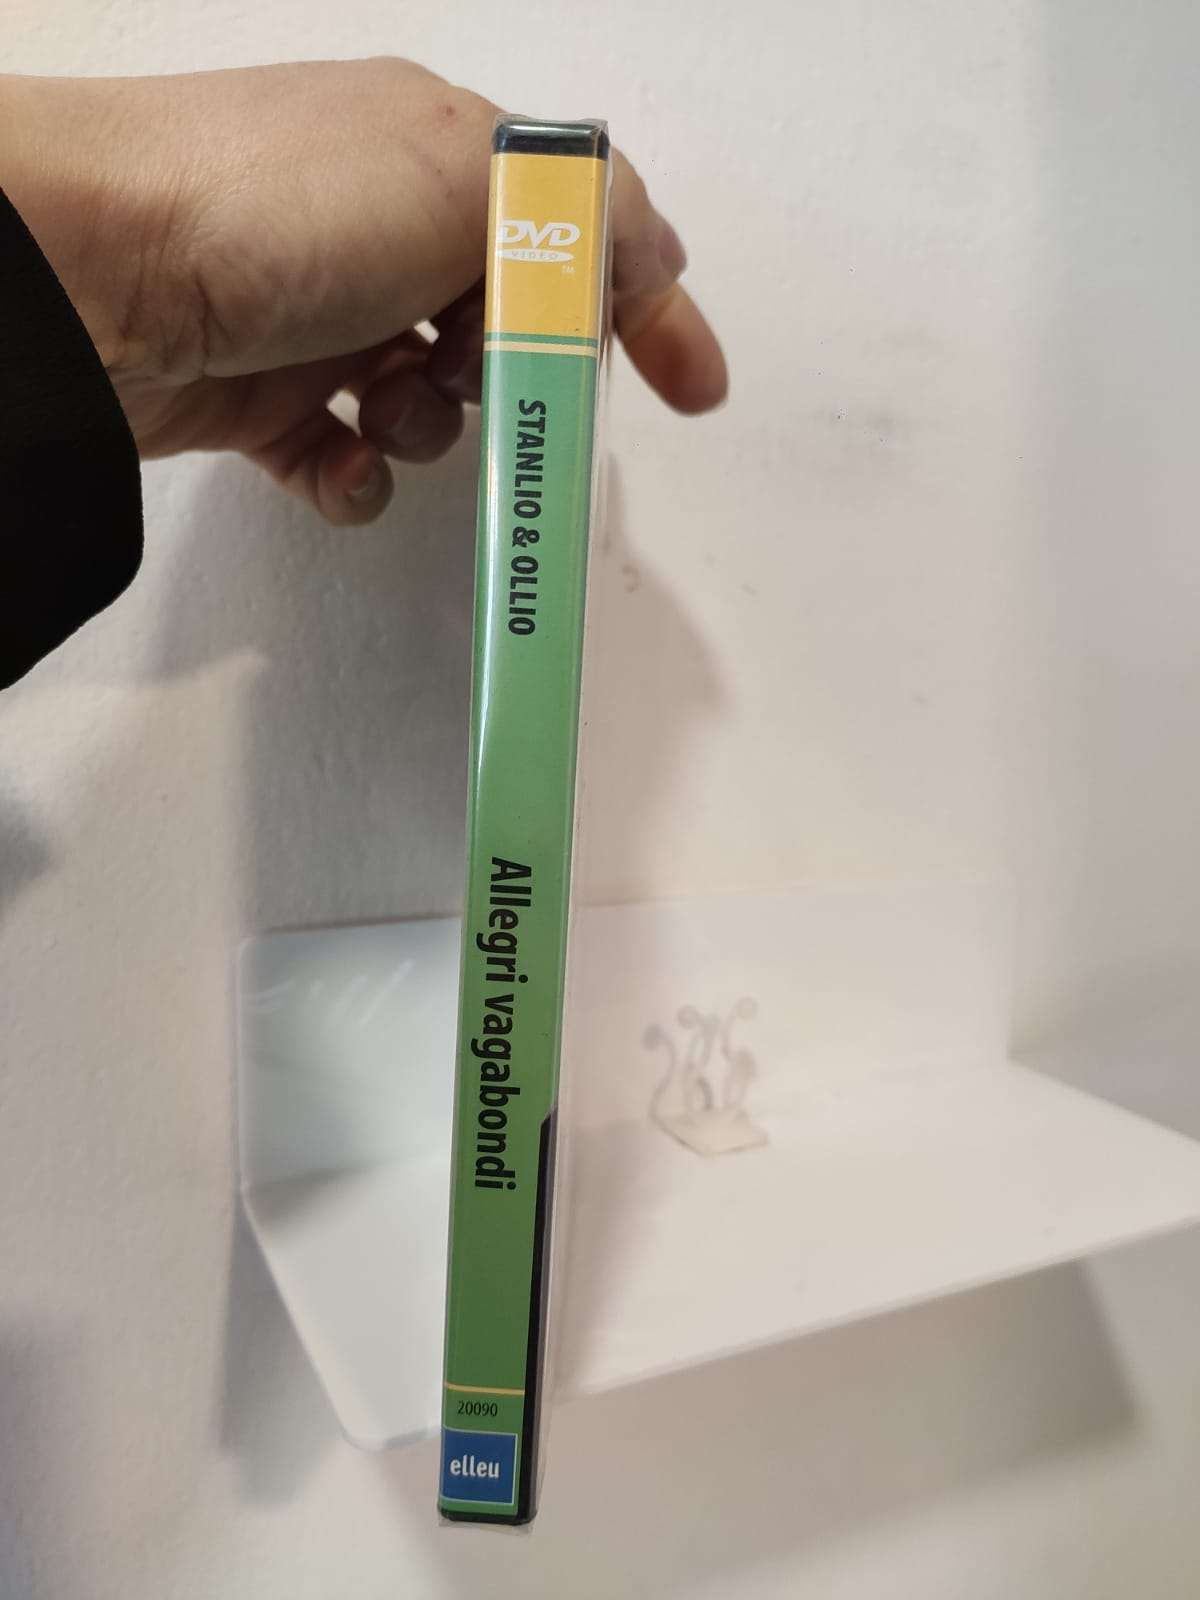 DVD
VIDEO
TM
STANLIO & OLLIO
Allegri vagabondi
20090
elleu